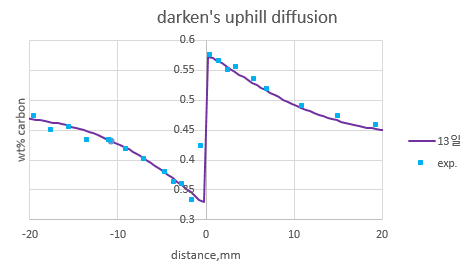 darken's uphill diffusion
0.6
0.55
0.5
0.45
0.4
0.35
0.3
wt% carbon
-20 -10 0 10 20
distance,mm
13일
exp.